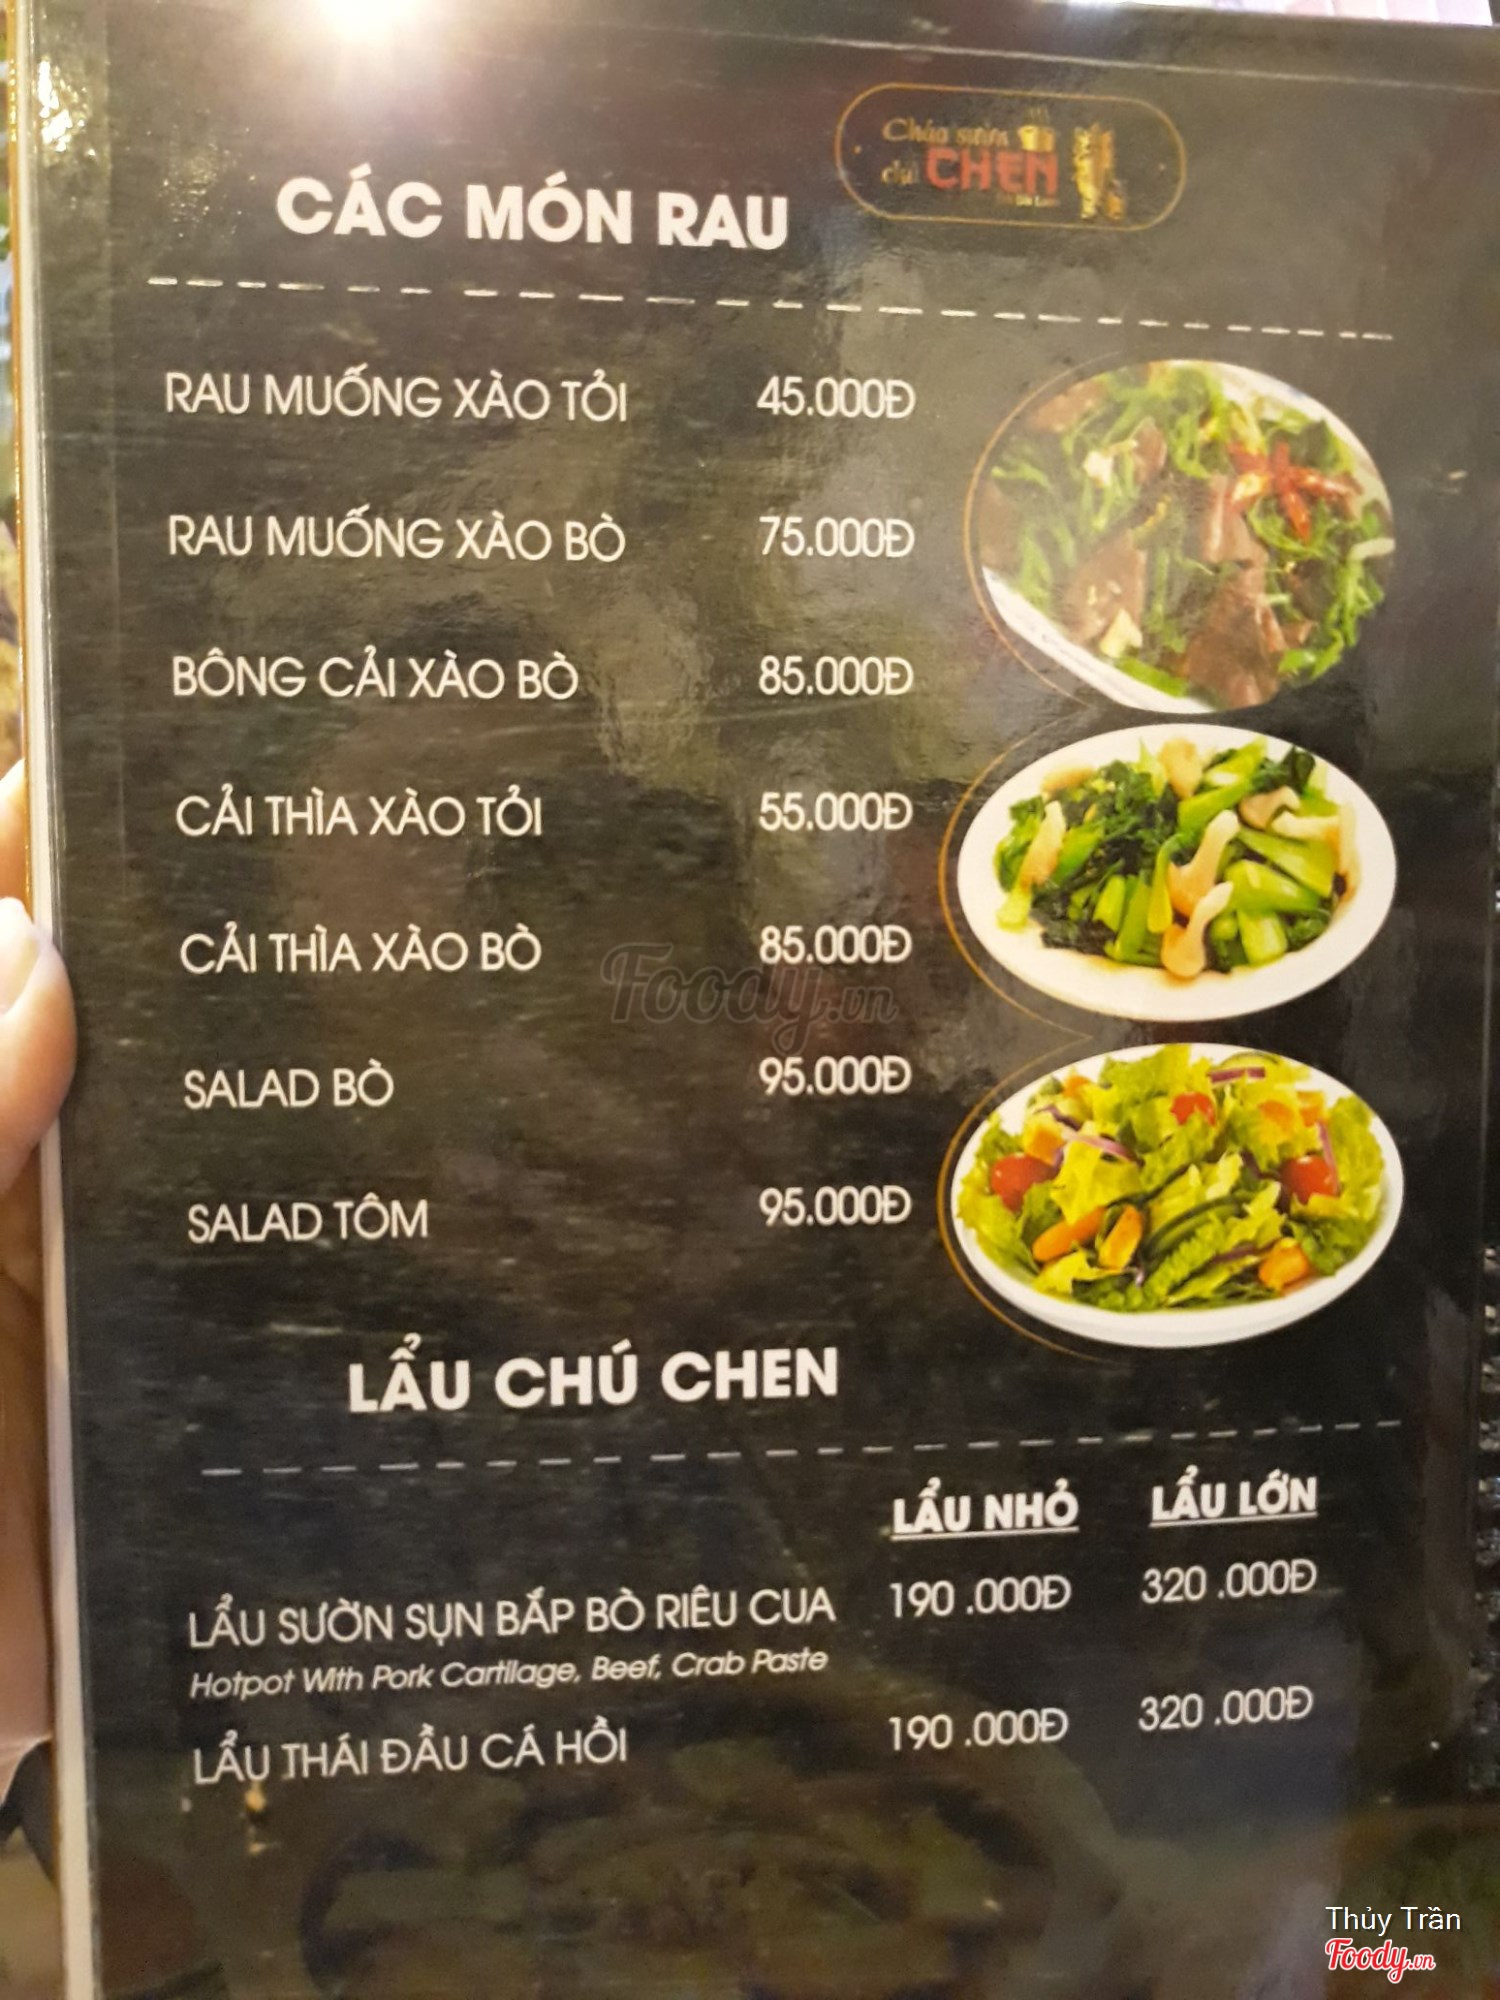 Chúa sườn
chú CHEN
CÁC MÓN RAU
RAU MUỐNG XÀO TỎI 45.000Đ
RAU MUỐNG XÀO BÒ 75.000Đ
BÔNG CẢI XÀO BÒ 85.000Đ
CẢI THÌA XÀO TỎI 55.000Đ
CẢI THÌA XÀO BÒ 85.000Đ
Foody.vn
SALAD BÒ 95.000Đ
SALAD TÔM 95.000Đ
LẨU CHÚ CHEN
LẨU NHỎ LẨU LỚN
LẨU SƯỜN SỤN BẮP BÒ RIÊU CUA 190 .000Đ 320 .000Đ
Hotpot With Pork Cartilage, Beef, Crab Paste
LẨU THÁI ĐẦU CÁ HỒI 190 .000Đ 320 .000Đ
Thủy Trần
Foody.vn